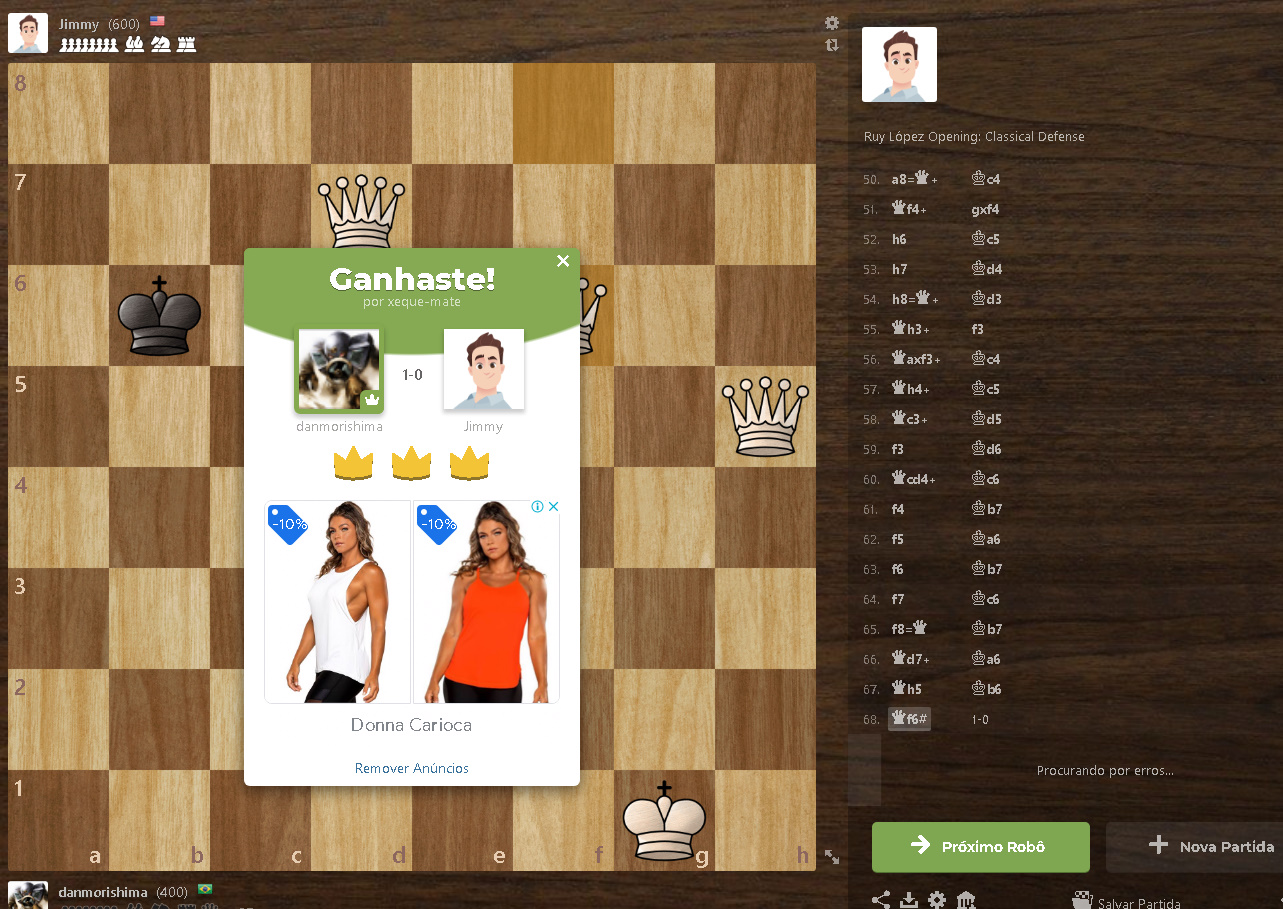 Jimmy (600)
8
7
6
5
4
3
2
1
a b c d e f g h
danmorishima (400)
Ganhaste!
por xeque-mate
1-0
danmorishima Jimmy
-10% -10%
Donna Carioca
Remover Anúncios
Ruy López Opening: Classical Defense
50. a8=♛+ ♔c4
51. ♛f4+ gxf4
52. h6 ♔c5
53. h7 ♔d4
54. h8=♛+ ♔d3
55. ♛h3+ f3
56. ♛axf3+ ♔c4
57. ♛h4+ ♔c5
58. ♛c3+ ♔d5
59. f3 ♔d6
60. ♛cd4+ ♔c6
61. f4 ♔b7
62. f5 ♔a6
63. f6 ♔b7
64. f7 ♔c6
65. f8=♛ ♔b7
66. ♛d7+ ♔a6
67. ♛h5 ♔b6
68. ♛f6# 1-0
Procurando por erros...
Próximo Robô
Nova Partida
Salvar Partida